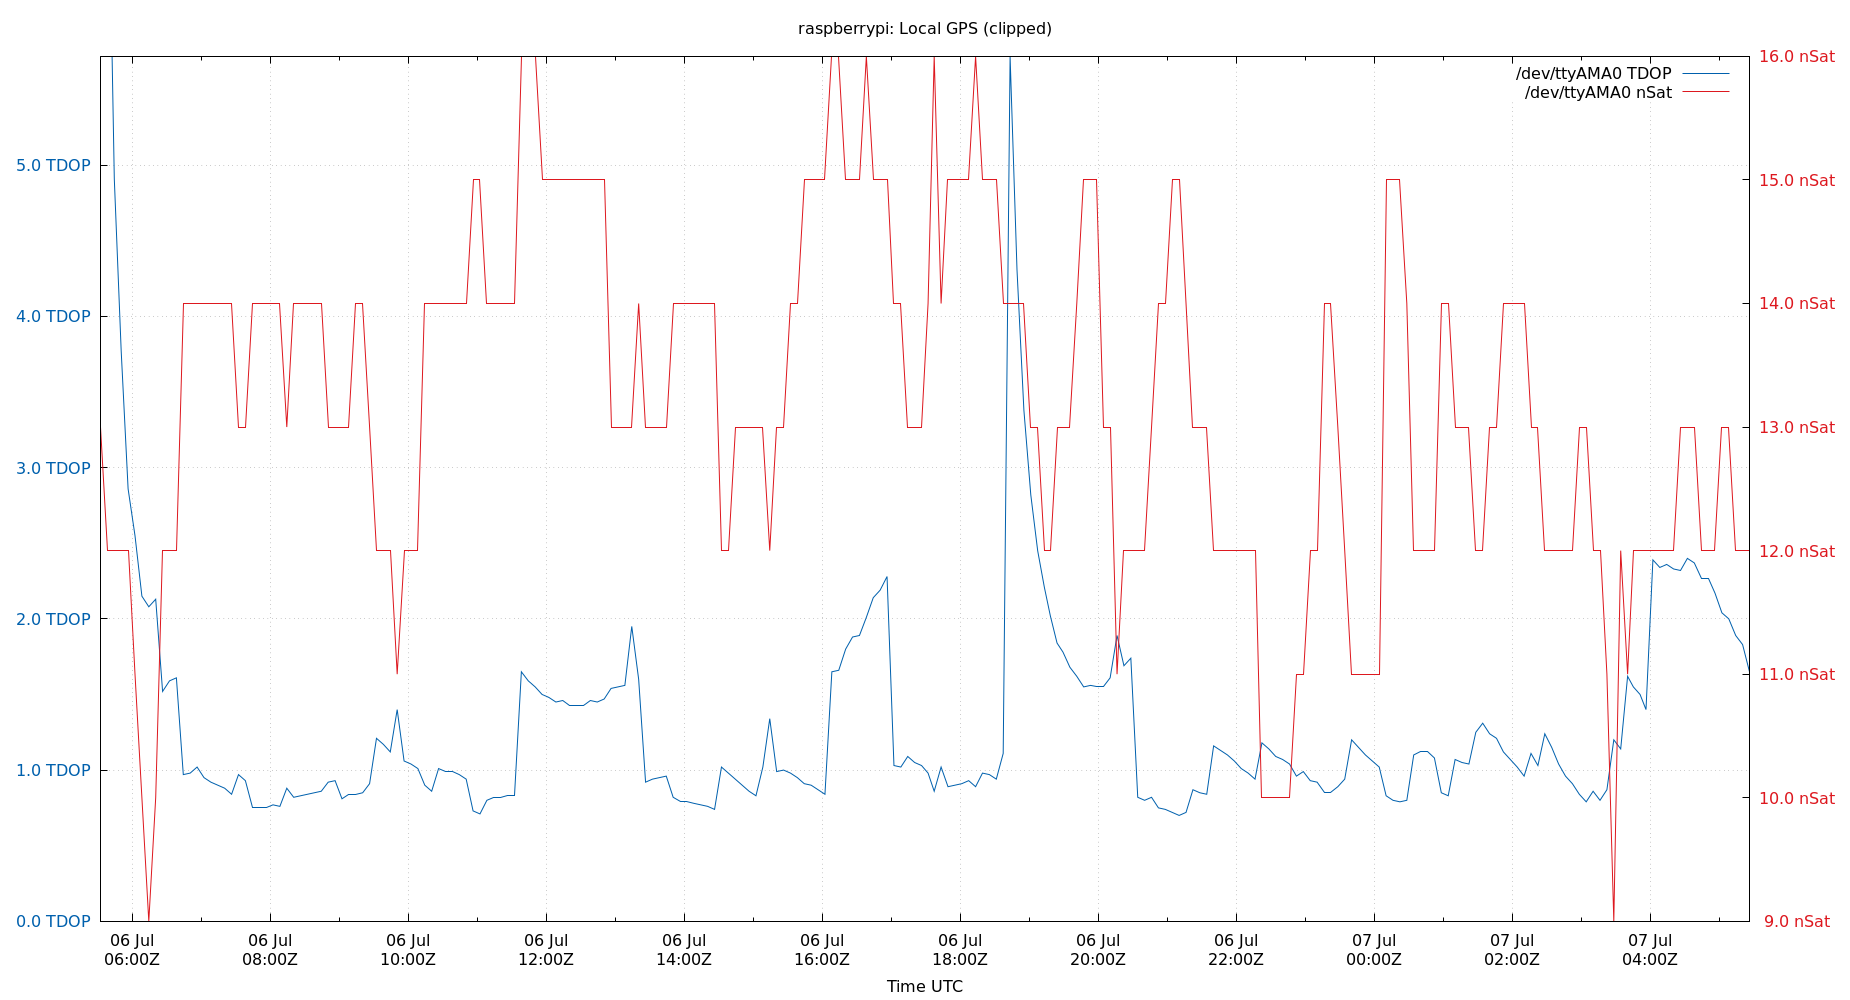 raspberrypi: Local GPS (clipped)
/dev/ttyAMA0 TDOP
/dev/ttyAMA0 nSat
5.0 TDOP
4.0 TDOP
3.0 TDOP
2.0 TDOP
1.0 TDOP
0.0 TDOP
16.0 nSat
15.0 nSat
14.0 nSat
13.0 nSat
12.0 nSat
11.0 nSat
10.0 nSat
9.0 nSat
06 Jul 06 Jul 06 Jul 06 Jul 06 Jul 06 Jul 06 Jul 06 Jul 06 Jul 07 Jul 07 Jul 07 Jul
06:00Z 08:00Z 10:00Z 12:00Z 14:00Z 16:00Z 18:00Z 20:00Z 22:00Z 00:00Z 02:00Z 04:00Z
Time UTC